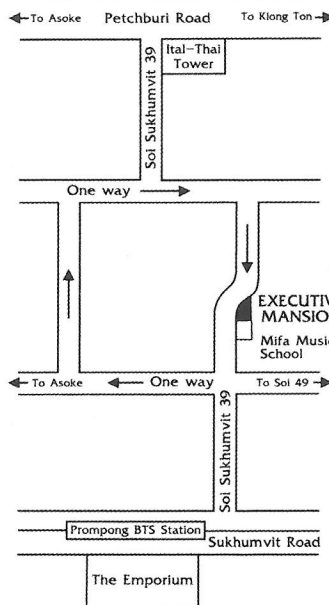 To Asoke
Petchburi Road
To Klong Ton
Soi Sukhumvit 39
Ital-Thai
Tower
One way
EXECUTIV
MANSIO
Mifa Musi
School
To Asoke
One way
To Soi 49
Soi Sukhumvit 39
Prompong BTS Station
Sukhumvit Road
The Emporium